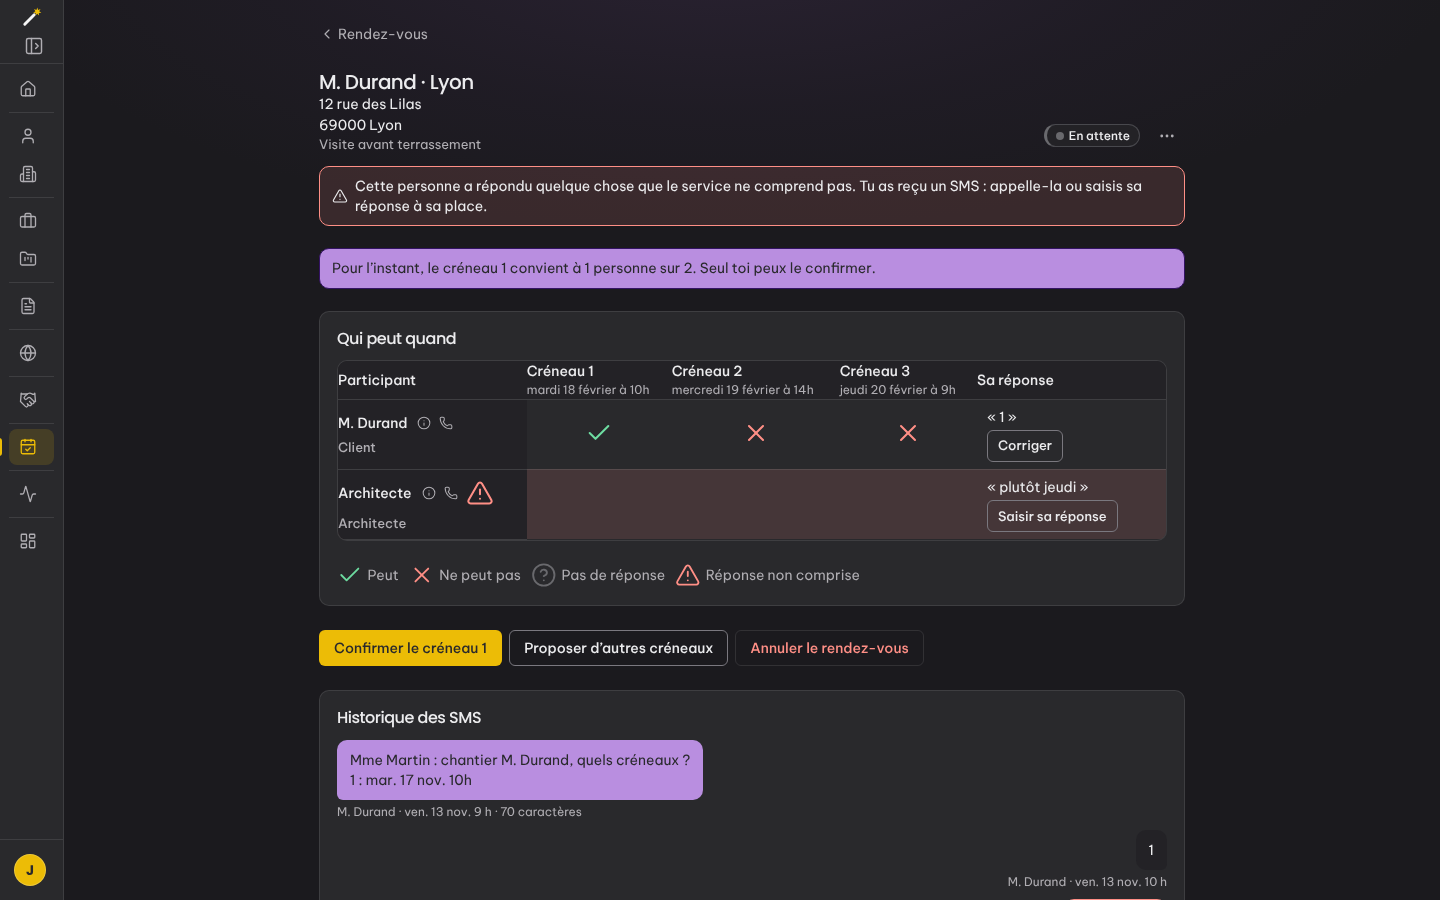 Rendez-vous
M. Durand · Lyon
12 rue des Lilas
69000 Lyon
Visite avant terrassement
En attente
Cette personne a répondu quelque chose que le service ne comprend pas. Tu as reçu un SMS : appelle-la ou saisis sa
réponse à sa place.
Pour l’instant, le créneau 1 convient à 1 personne sur 2. Seul toi peux le confirmer.
Qui peut quand
Participant
Créneau 1
mardi 18 février à 10h
Créneau 2
mercredi 19 février à 14h
Créneau 3
jeudi 20 février à 9h
Sa réponse
M. Durand
Client
« 1 »
Corriger
Architecte
Architecte
« plutôt jeudi »
Saisir sa réponse
Peut
Ne peut pas
Pas de réponse
Réponse non comprise
Confirmer le créneau 1
Proposer d’autres créneaux
Annuler le rendez-vous
Historique des SMS
Mme Martin : chantier M. Durand, quels créneaux ?
1 : mar. 17 nov. 10h
M. Durand · ven. 13 nov. 9 h · 70 caractères
1
M. Durand · ven. 13 nov. 10 h
J